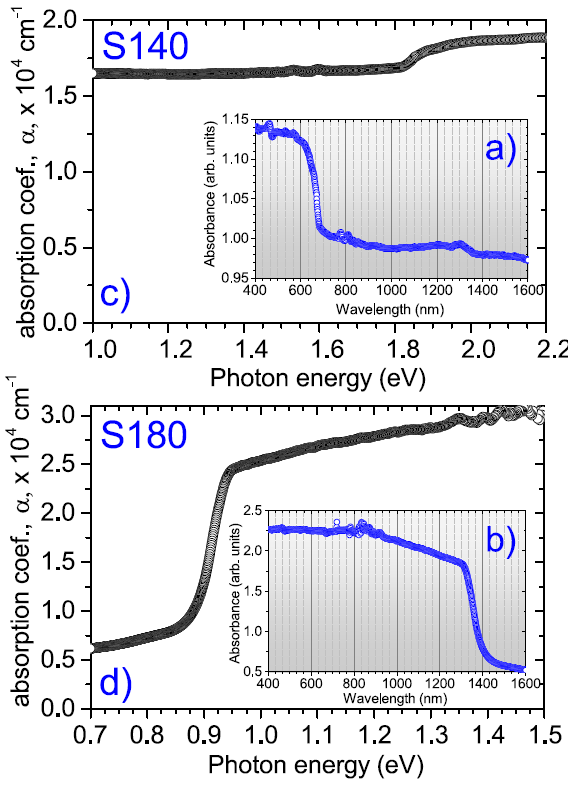 S140
absorption coef., α, x 10⁴ cm⁻¹
2.0
1.5
1.0
0.5
0.0
c)
1.0 1.2 1.4 1.6 1.8 2.0 2.2
Photon energy (eV)
a)
Absorbance (arb. units)
1.15
1.10
1.05
1.00
0.95
400 600 800 1000 1200 1400 1600
Wavelength (nm)
S180
absorption coef., α, x 10⁴ cm⁻¹
3.0
2.5
2.0
1.5
1.0
0.5
0.0
d)
0.7 0.8 0.9 1.0 1.1 1.2 1.3 1.4 1.5
Photon energy (eV)
b)
Absorbance (arb. units)
2.5
2.0
1.5
1.0
0.5
400 600 800 1000 1200 1400 1600
Wavelength (nm)